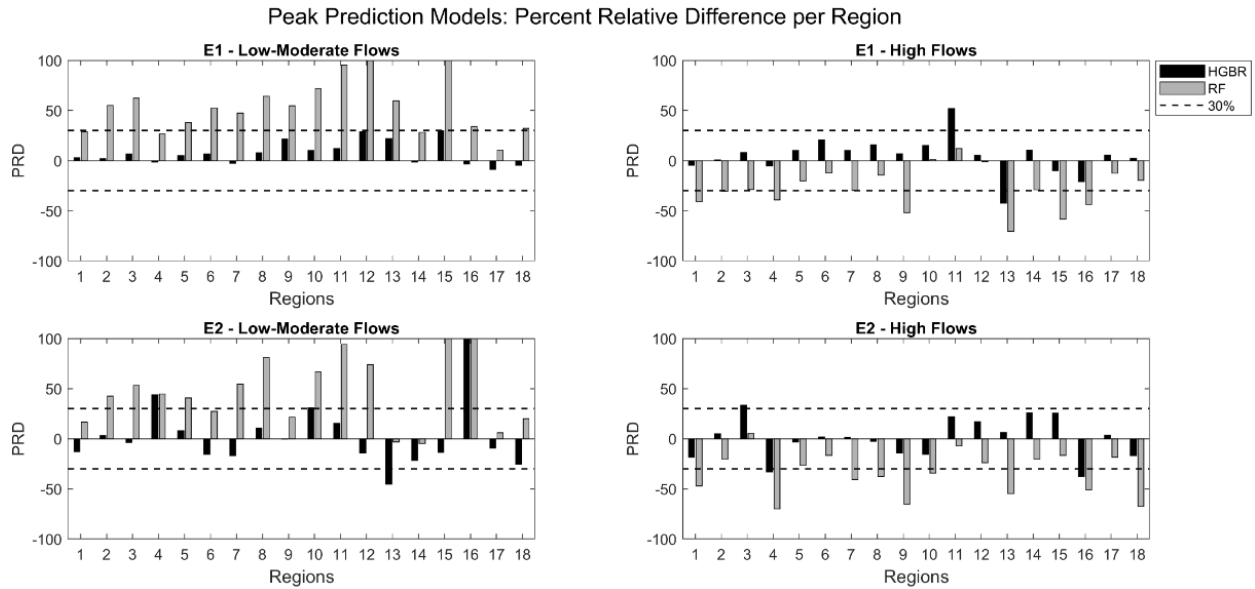 Peak Prediction Models: Percent Relative Difference per Region
E1 - Low-Moderate Flows
100
50
0
-50
-100
PRD
1 2 3 4 5 6 7 8 9 10 11 12 13 14 15 16 17 18
Regions
E1 - High Flows
100
50
0
-50
-100
PRD
1 2 3 4 5 6 7 8 9 10 11 12 13 14 15 16 17 18
Regions
HGBR
RF
30%
E2 - Low-Moderate Flows
100
50
0
-50
-100
PRD
1 2 3 4 5 6 7 8 9 10 11 12 13 14 15 16 17 18
Regions
E2 - High Flows
100
50
0
-50
-100
PRD
1 2 3 4 5 6 7 8 9 10 11 12 13 14 15 16 17 18
Regions